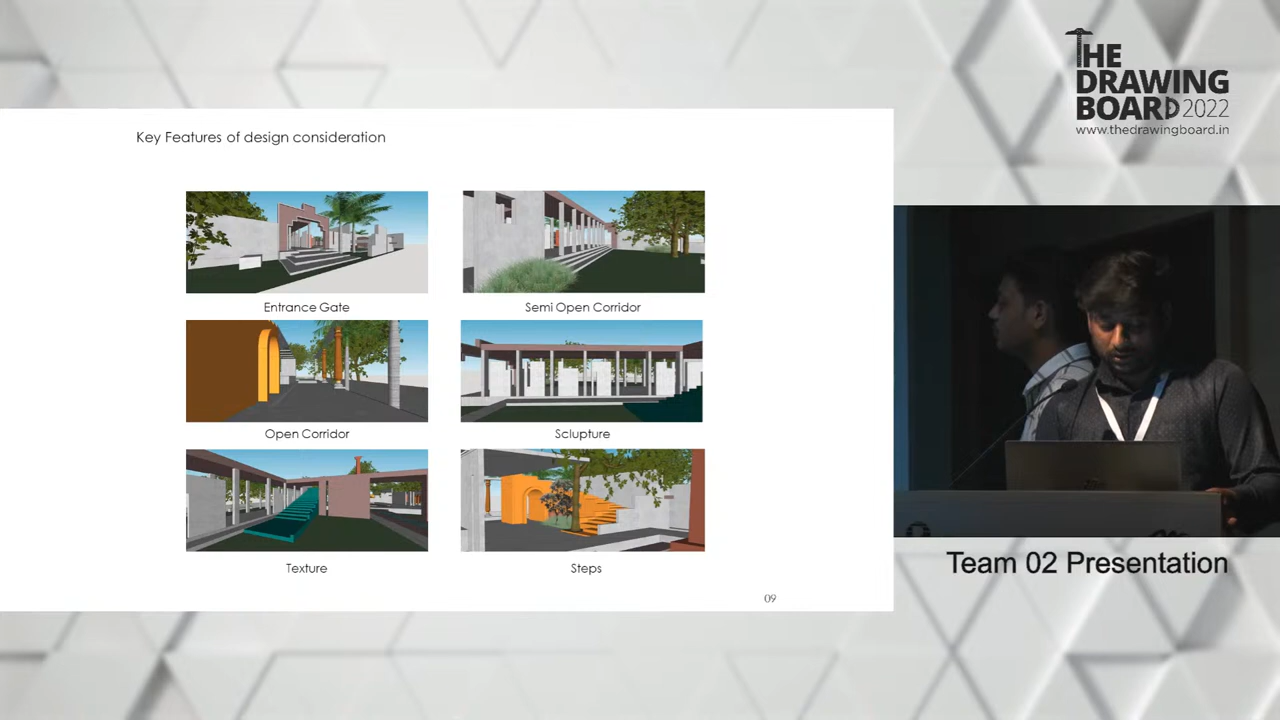 THE
DRAWING
BOARD 2022
www.thedrawingboard.in
Key Features of design consideration
Entrance Gate
Semi Open Corridor
Open Corridor
Sclupture
Texture
Steps
09
Team 02 Presentation